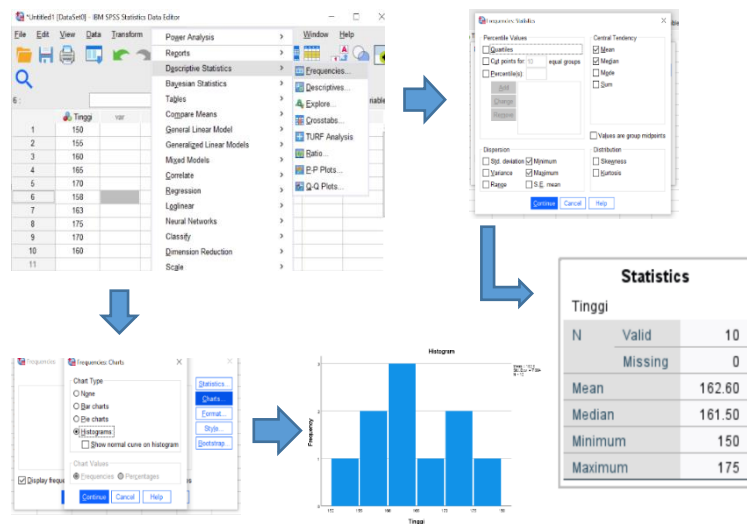 *Untitled1 [DataSet0] - IBM SPSS Statistics Data Editor
File Edit View Data Transform Window Help
6 :
Tinggi var
1 150
2 155
3 160
4 165
5 170
6 158
7 163
8 175
9 170
10 160
11
Power Analysis
Reports
Descriptive Statistics
Bayesian Statistics
Tables
Compare Means
General Linear Model
Generalized Linear Models
Mixed Models
Correlate
Regression
Loglinear
Neural Networks
Classify
Dimension Reduction
Scale
Frequencies...
Descriptives...
Explore...
Crosstabs...
TURF Analysis
Ratio...
P-P Plots...
Q-Q Plots...
Frequencies: Statistics
Percentile Values
Quartiles
Cut points for: 10 equal groups
Percentile(s):
Add
Change
Remove
Central Tendency
Mean
Median
Mode
Sum
Values are group midpoints
Dispersion
Std. deviation Minimum
Variance Maximum
Range S.E. mean
Distribution
Skewness
Kurtosis
Continue Cancel Help
Statistics
Tinggi
N Valid 10
Missing 0
Mean 162.60
Median 161.50
Minimum 150
Maximum 175
Frequencies
Frequencies: Charts
Chart Type
None
Bar charts
Pie charts
Histograms:
Show normal curve on histogram
Chart Values
Frequencies Percentages
Continue Cancel Help
Display freque
Statistics...
Charts...
Format...
Style...
Bootstrap...
Histogram
Frequency
Tinggi